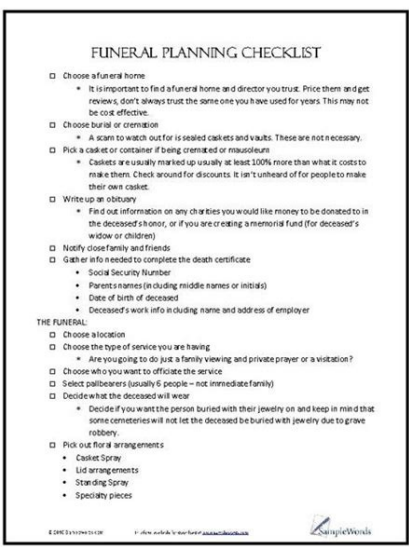 FUNERAL PLANNING CHECKLIST
☐ Choose a funeral home
• It is important to find a funeral home and director you trust. Price them and get
reviews, don't always trust the same one you have used for years. This may not
be cost effective.
☐ Choose burial or cremation
• A scam to watch out for is sealed caskets and vaults. These are not necessary.
☐ Pick a casket or container if being cremated or mausoleum
• Caskets are usually marked up usually at least 100% more than what it costs to
make them. Check around for discounts. It isn't unheard of for people to make
their own casket.
☐ Write up an obituary
• Find out information on any charities you would like money to be donated to in
the deceased's honor, or if you are creating a memorial fund (for deceased's
widow or children)
☐ Notify close family and friends
☐ Gather info needed to complete the death certificate
• Social Security Number
• Parents names (including middle names or initials)
• Date of birth of deceased
• Deceased's work info including name and address of employer
THE FUNERAL:
☐ Choose a location
☐ Choose the type of service you are having
• Are you going to do just a family viewing and private prayer or a visitation?
☐ Choose who you want to officiate the service
☐ Select pallbearers (usually 6 people – not immediate family)
☐ Decide what the deceased will wear
• Decide if you want the person buried with their jewelry on and keep in mind that
some cemeteries will not let the deceased be buried with jewelry due to grave
robbery.
☐ Pick out floral arrangements
• Casket Spray
• Lid arrangements
• Standing Spray
• Specialty pieces
SampleWords